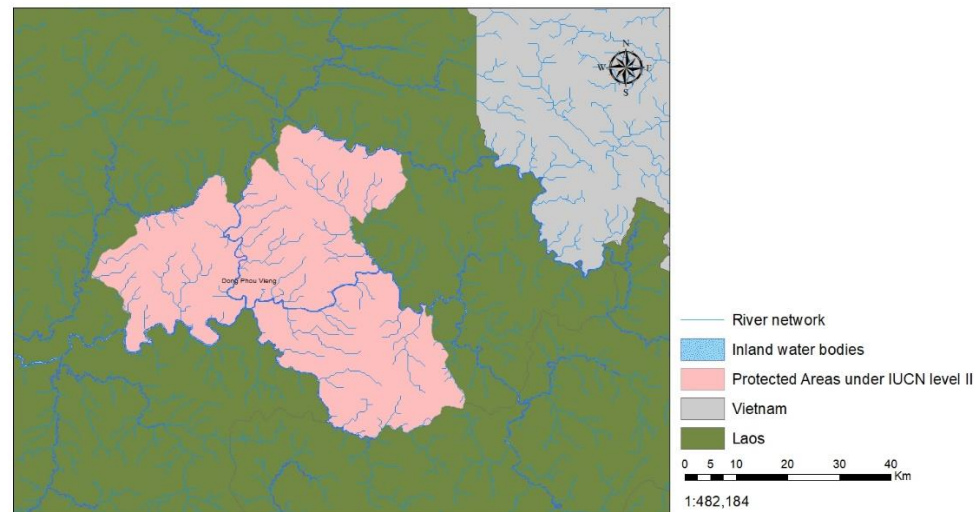 N
W E
S
Dong Phou Vieng
River network
Inland water bodies
Protected Areas under IUCN level II
Vietnam
Laos
0 5 10 20 30 40
Km
1:482,184